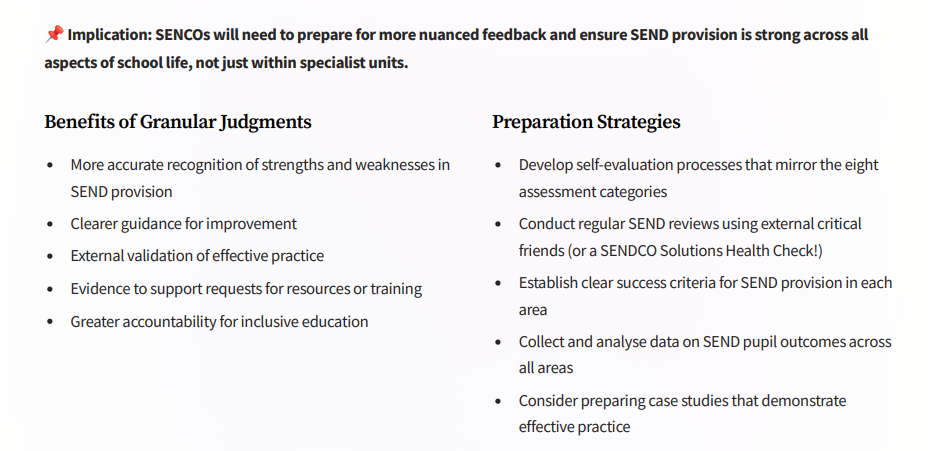 📌 Implication: SENCOs will need to prepare for more nuanced feedback and ensure SEND provision is strong across all
aspects of school life, not just within specialist units.
Benefits of Granular Judgments
• More accurate recognition of strengths and weaknesses in
SEND provision
• Clearer guidance for improvement
• External validation of effective practice
• Evidence to support requests for resources or training
• Greater accountability for inclusive education
Preparation Strategies
• Develop self-evaluation processes that mirror the eight
assessment categories
• Conduct regular SEND reviews using external critical
friends (or a SENDCO Solutions Health Check!)
• Establish clear success criteria for SEND provision in each
area
• Collect and analyse data on SEND pupil outcomes across
all areas
• Consider preparing case studies that demonstrate
effective practice